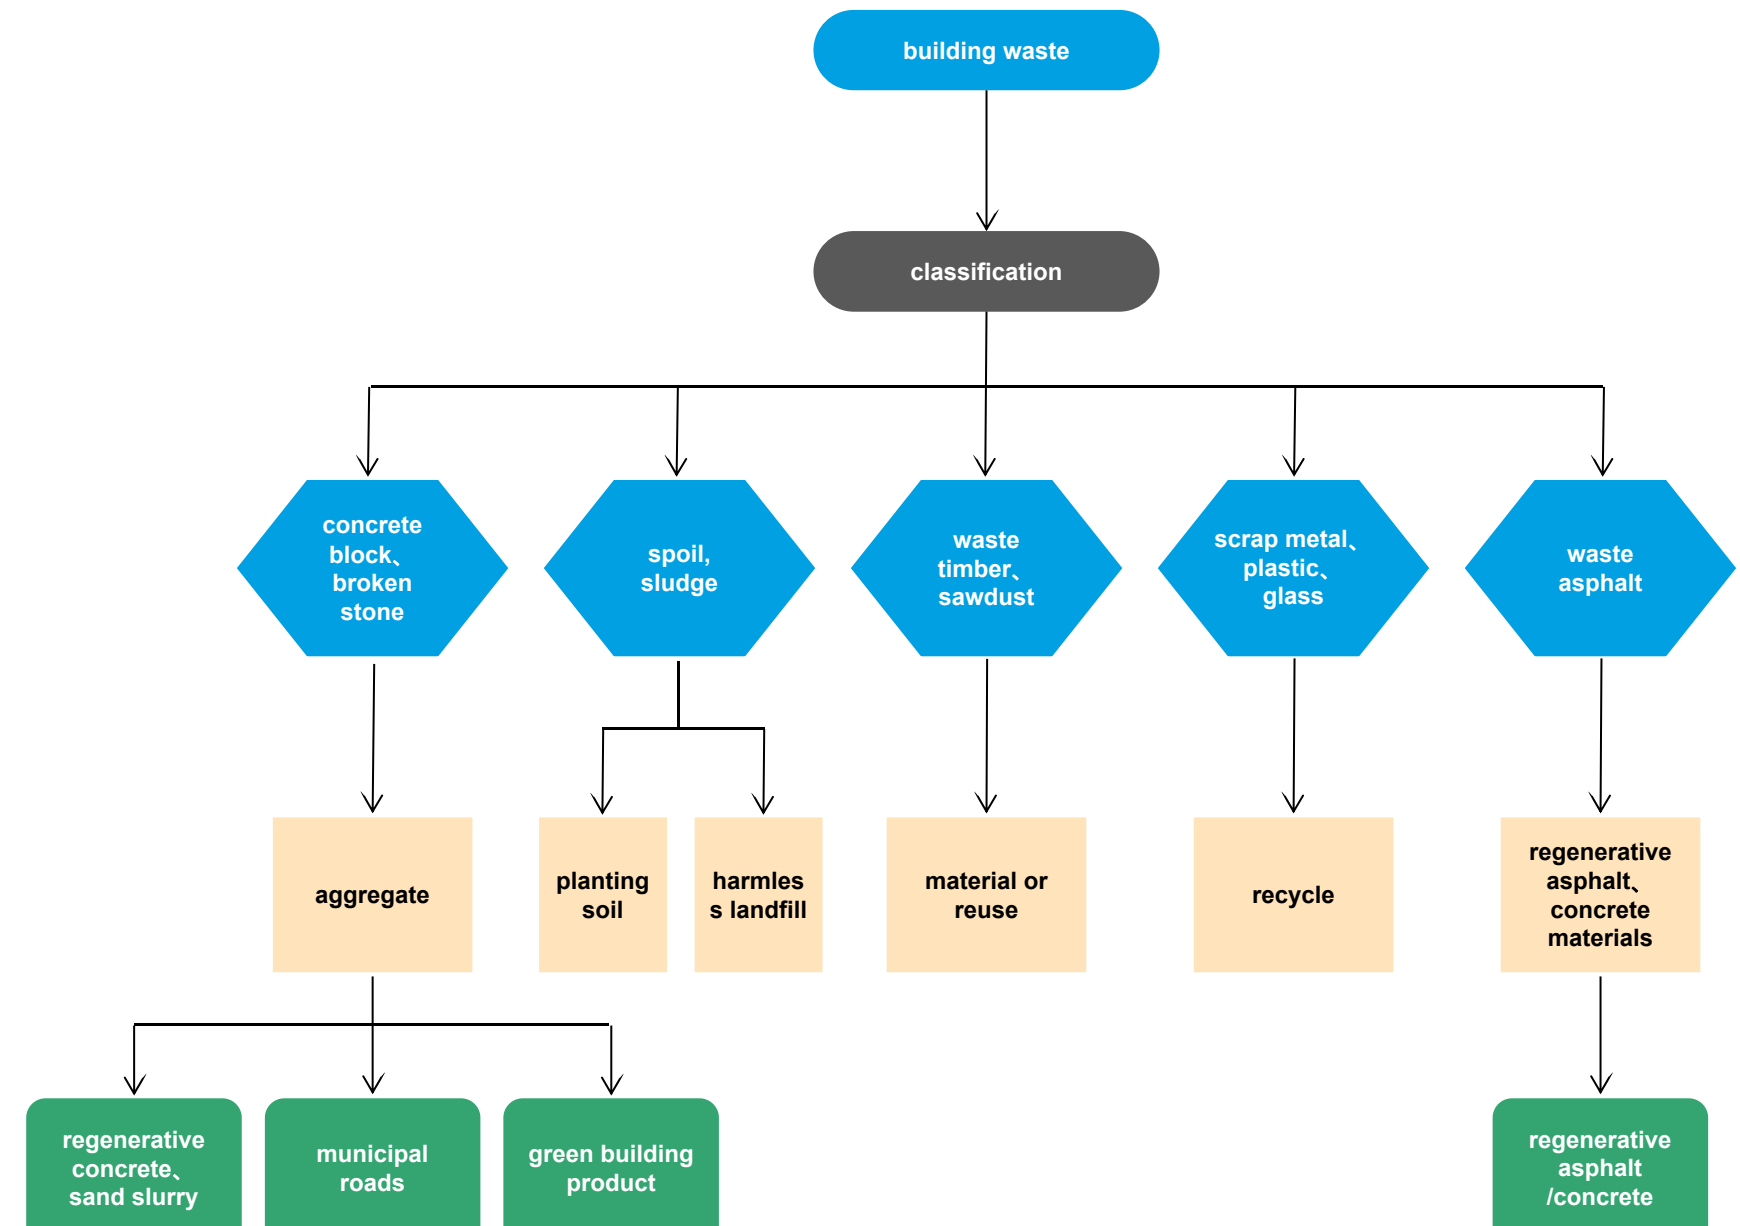 building waste
classification
concrete
block、
broken
stone
spoil,
sludge
waste
timber、
sawdust
scrap metal、
plastic、
glass
waste
asphalt
aggregate
planting
soil
harmles
s landfill
material or
reuse
recycle
regenerative
asphalt、
concrete
materials
regenerative
concrete、
sand slurry
municipal
roads
green building
product
regenerative
asphalt
/concrete